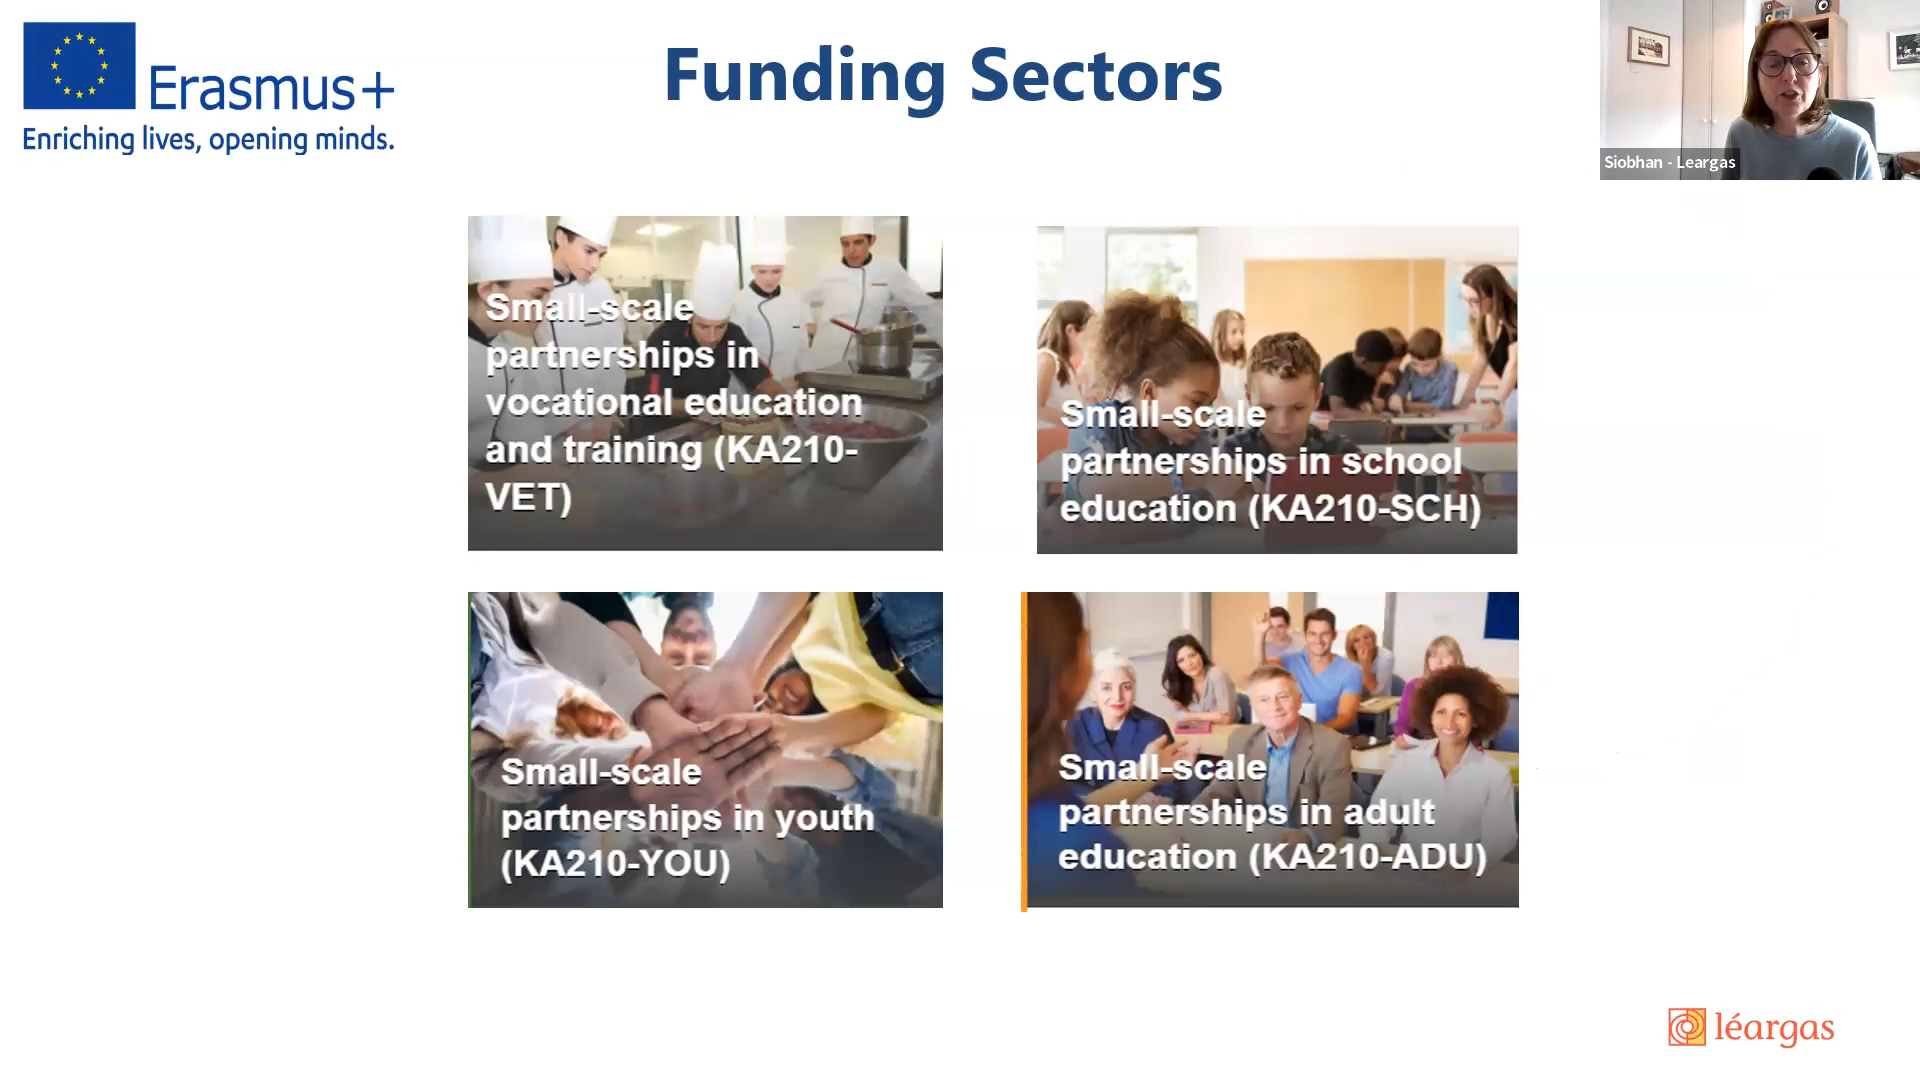 Erasmus+
Enriching lives, opening minds.
Funding Sectors
Siobhan - Leargas
Small-scale
partnerships in
vocational education
and training (KA210-
VET)
Small-scale
partnerships in school
education (KA210-SCH)
Small-scale
partnerships in youth
(KA210-YOU)
Small-scale
partnerships in adult
education (KA210-ADU)
léargas